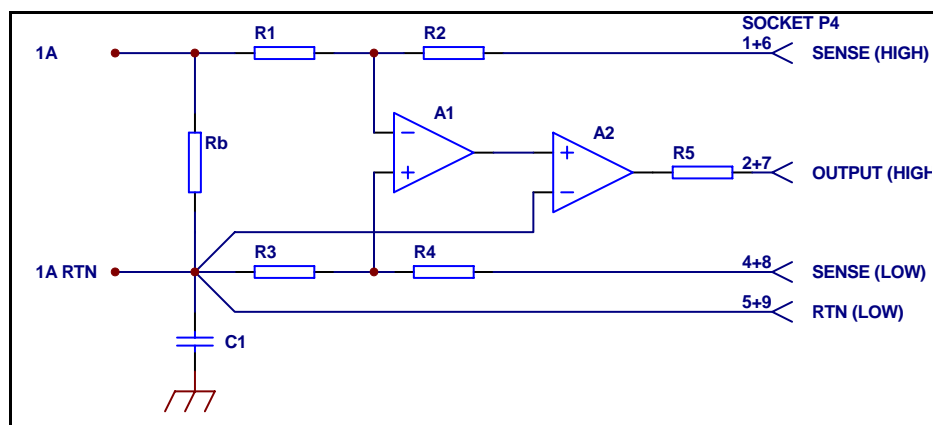 SOCKET P4
R1
R2
1A
1+6
SENSE (HIGH)
A1
A2
Rb
R5
2+7
OUTPUT (HIGH
R3
R4
1A RTN
4+8
SENSE (LOW)
5+9
RTN (LOW)
C1